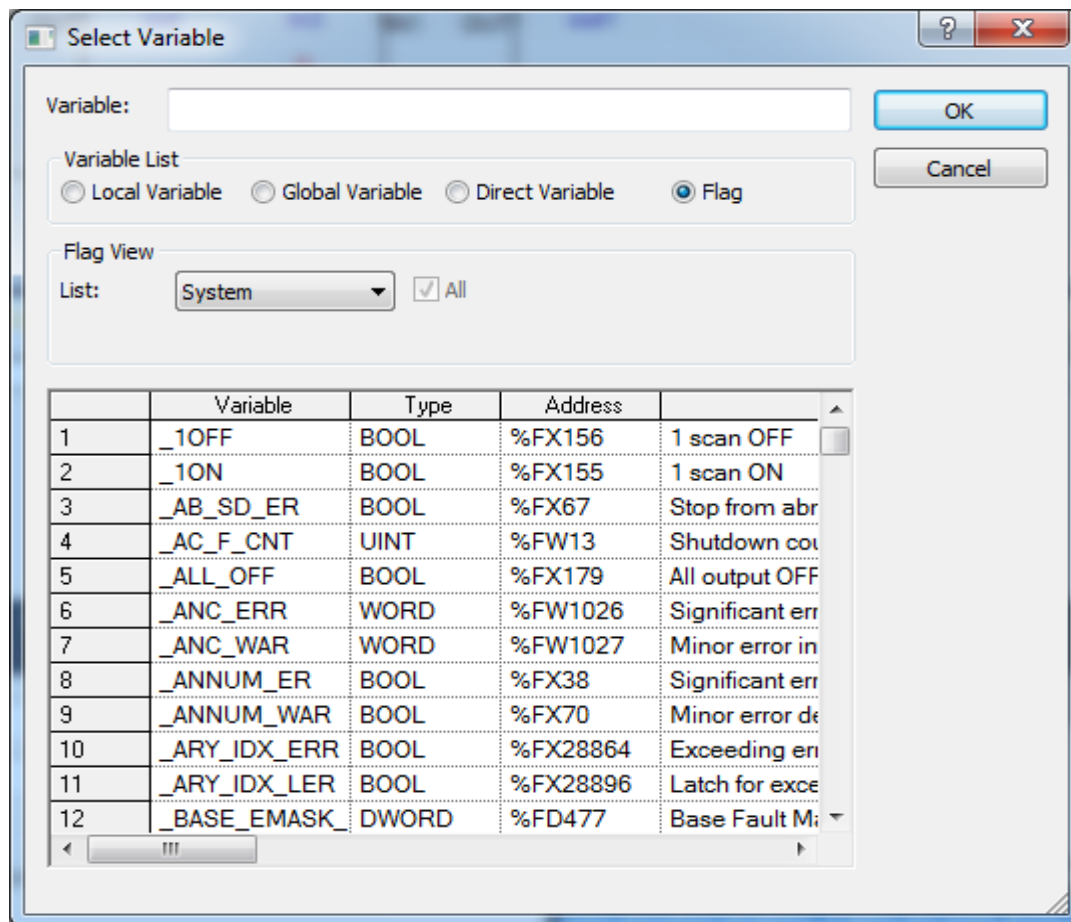 Select Variable
Variable:
OK
Cancel
Variable List
Local Variable Global Variable Direct Variable Flag
Flag View
List: System All
Variable Type Address
1 _1OFF BOOL %FX156 1 scan OFF
2 _1ON BOOL %FX155 1 scan ON
3 _AB_SD_ER BOOL %FX67 Stop from abr
4 _AC_F_CNT UINT %FW13 Shutdown cou
5 _ALL_OFF BOOL %FX179 All output OFF
6 _ANC_ERR WORD %FW1026 Significant err
7 _ANC_WAR WORD %FW1027 Minor error in
8 _ANNUM_ER BOOL %FX38 Significant err
9 _ANNUM_WAR BOOL %FX70 Minor error de
10 _ARY_IDX_ERR BOOL %FX28864 Exceeding err
11 _ARY_IDX_LER BOOL %FX28896 Latch for exce
12 _BASE_EMASK_ DWORD %FD477 Base Fault Ma